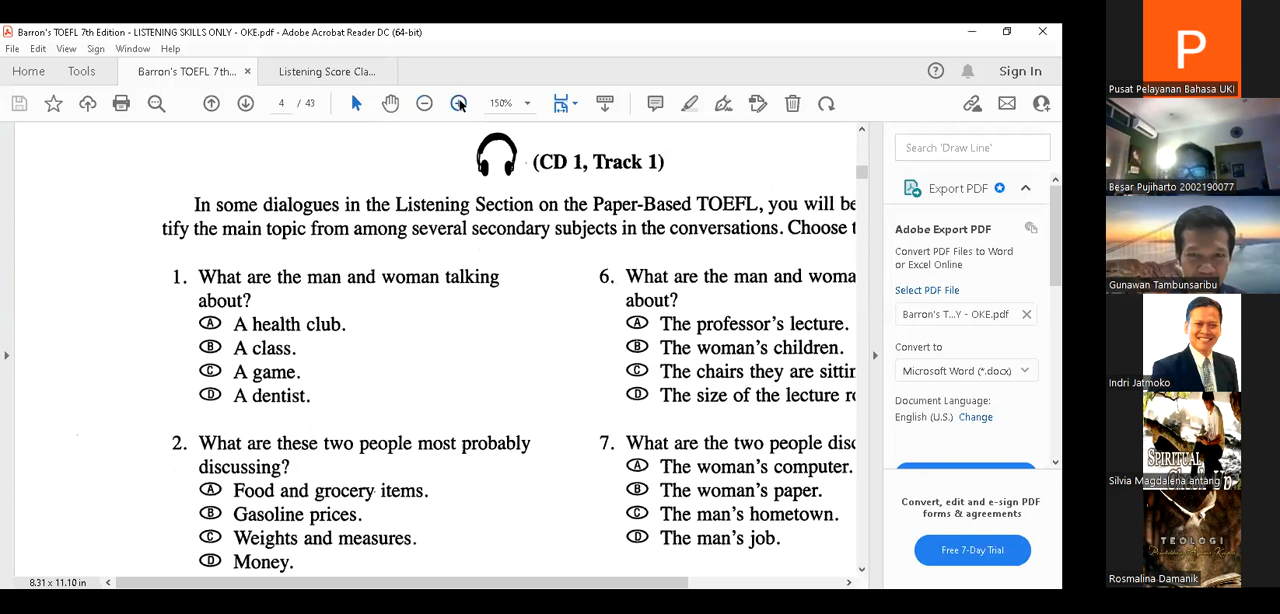 Barron's TOEFL 7th Edition - LISTENING SKILLS ONLY - OKE.pdf - Adobe Acrobat Reader DC (64-bit)
File Edit View Sign Window Help
Home Tools Barron's TOEFL 7th... × Listening Score Cla... Sign In
4 / 43 150%
(CD 1, Track 1)
In some dialogues in the Listening Section on the Paper-Based TOEFL, you will be
tify the main topic from among several secondary subjects in the conversations. Choose t
1. What are the man and woman talking
about?
A A health club.
B A class.
C A game.
D A dentist.
2. What are these two people most probably
discussing?
A Food and grocery items.
B Gasoline prices.
C Weights and measures.
D Money.
6. What are the man and woma
about?
A The professor's lecture.
B The woman's children.
C The chairs they are sittin
D The size of the lecture r
7. What are the two people disc
A The woman's computer.
B The woman's paper.
C The man's hometown.
D The man's job.
8.31 x 11.10 in
Search 'Draw Line'
Export PDF
Adobe Export PDF
Convert PDF Files to Word
or Excel Online
Select PDF File
Barron's T...Y - OKE.pdf
Convert to
Microsoft Word (*.docx)
Document Language:
English (U.S.) Change
Convert, edit and e-sign PDF
forms & agreements
Free 7-Day Trial
P
Pusat Pelayanan Bahasa UKI
Besar Pujiharto 2002190077
Gunawan Tambunsaribu
Indri Jatmoko
SPIRITUAL
Silvia Magdalena antang
TEOLOGI
Rosmalina Damanik